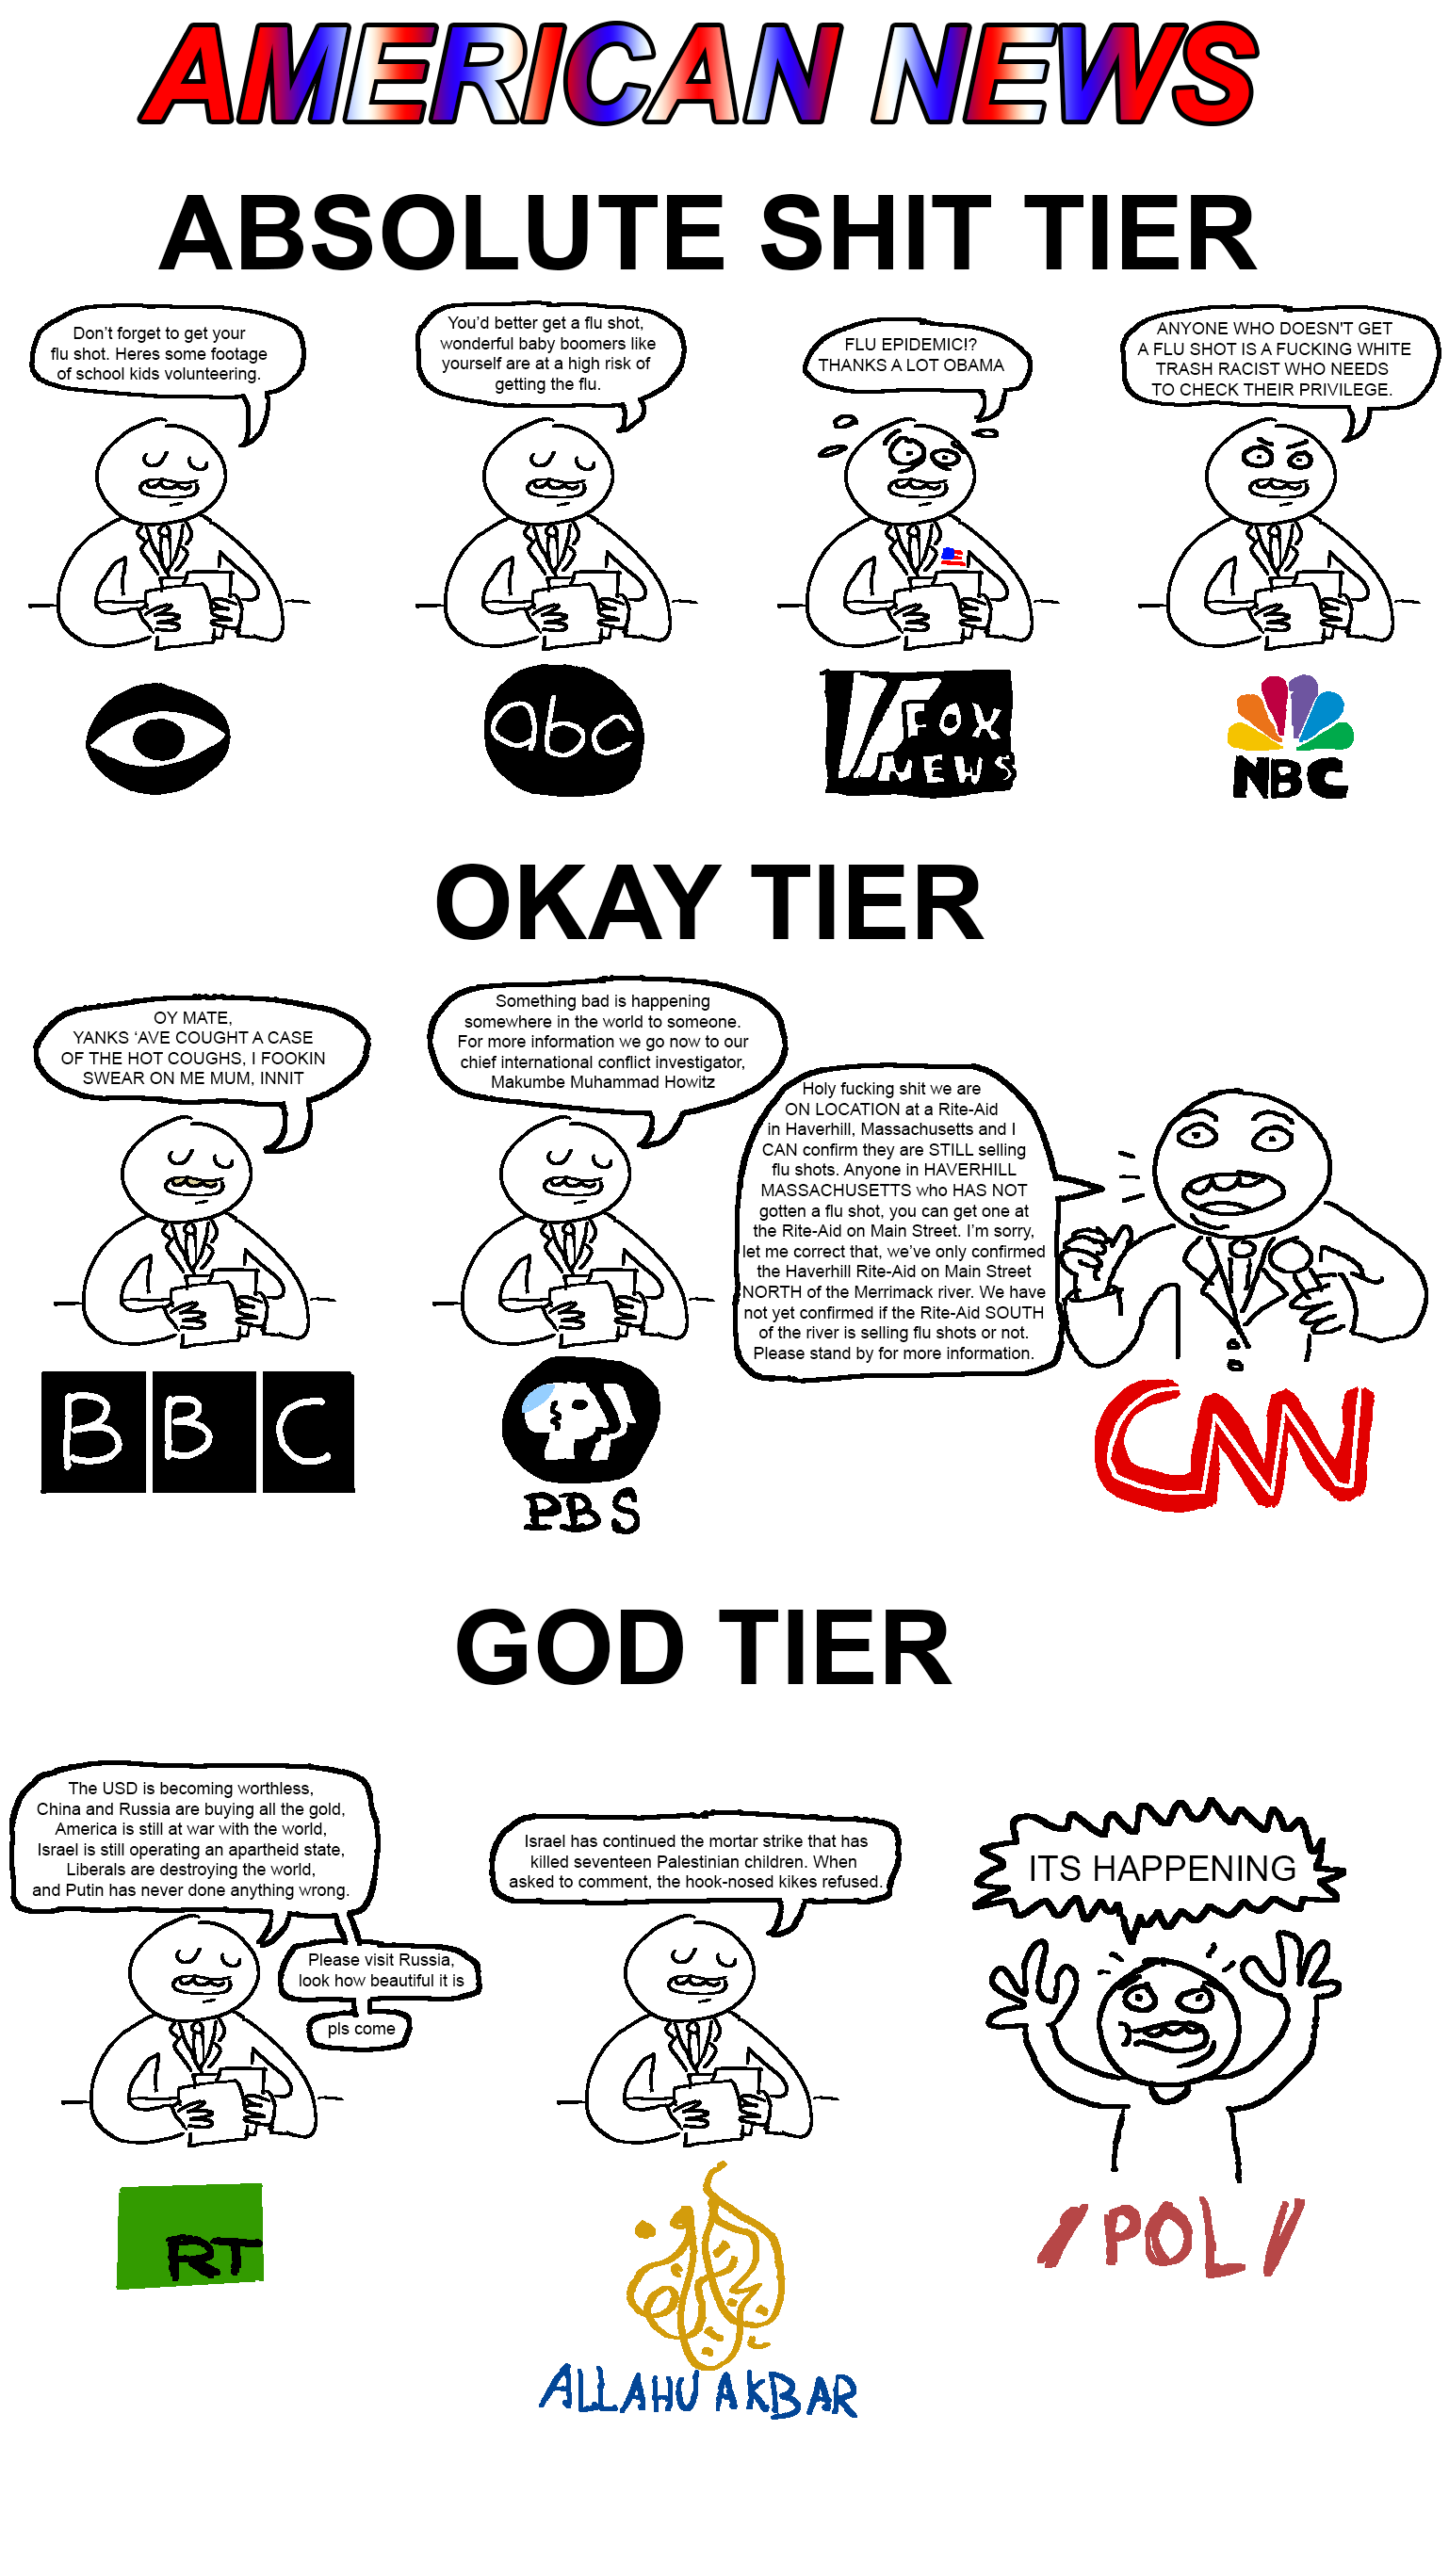 AMERICAN NEWS
ABSOLUTE SHIT TIER
Don't forget to get your
flu shot. Heres some footage
of school kids volunteering.
You'd better get a flu shot,
wonderful baby boomers like
yourself are at a high risk of
getting the flu.
FLU EPIDEMIC!?
THANKS A LOT OBAMA
ANYONE WHO DOESN'T GET
A FLU SHOT IS A FUCKING WHITE
TRASH RACIST WHO NEEDS
TO CHECK THEIR PRIVILEGE.
abc
FOX
NEWS
NBC
OKAY TIER
OY MATE,
YANKS 'AVE COUGHT A CASE
OF THE HOT COUGHS, I FOOKIN
SWEAR ON ME MUM, INNIT
Something bad is happening
somewhere in the world to someone.
For more information we go now to our
chief international conflict investigator,
Makumbe Muhammad Howitz
Holy fucking shit we are
ON LOCATION at a Rite-Aid
in Haverhill, Massachusetts and I
CAN confirm they are STILL selling
flu shots. Anyone in HAVERHILL
MASSACHUSETTS who HAS NOT
gotten a flu shot, you can get one at
the Rite-Aid on Main Street. I'm sorry,
let me correct that, we've only confirmed
the Haverhill Rite-Aid on Main Street
NORTH of the Merrimack river. We have
not yet confirmed if the Rite-Aid SOUTH
of the river is selling flu shots or not.
Please stand by for more information.
BBC
PBS
CNN
GOD TIER
The USD is becoming worthless,
China and Russia are buying all the gold,
America is still at war with the world,
Israel is still operating an apartheid state,
Liberals are destroying the world,
and Putin has never done anything wrong.
Please visit Russia,
look how beautiful it is
pls come
Israel has continued the mortar strike that has
killed seventeen Palestinian children. When
asked to comment, the hook-nosed kikes refused.
ITS HAPPENING
RT
ALLAHU AKBAR
/POL/